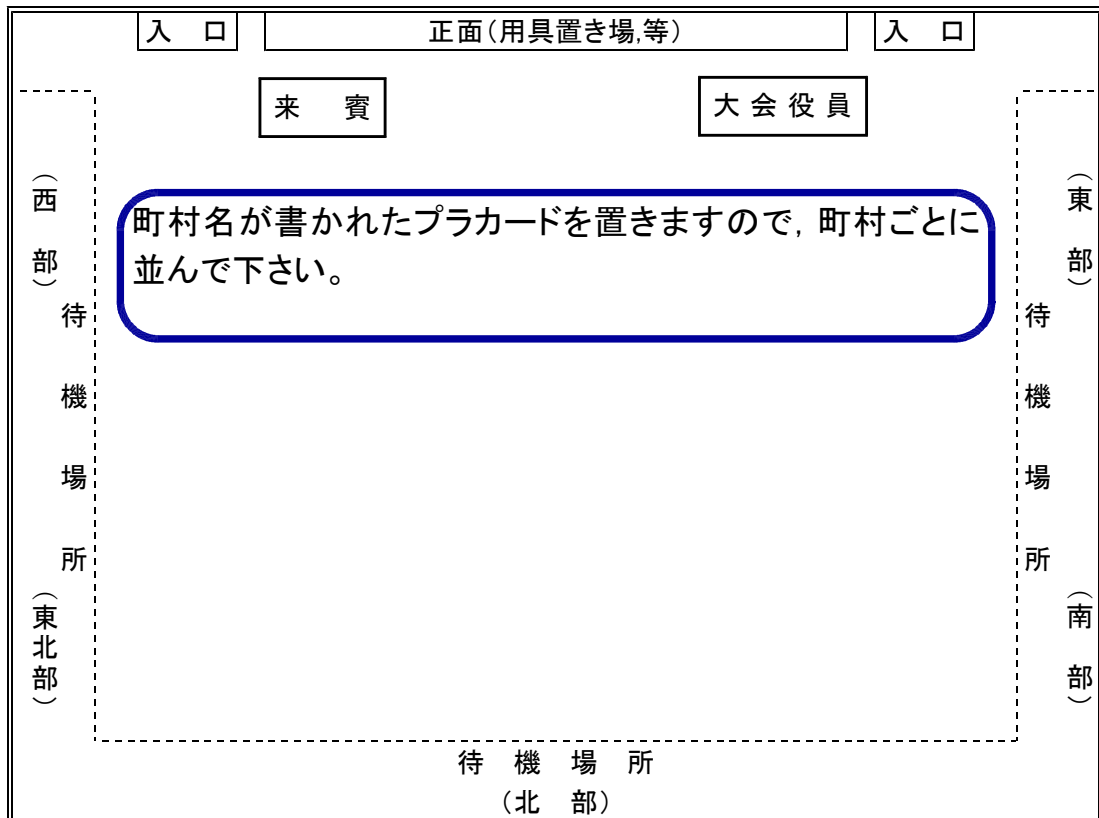 入　口
正面（用具置き場,等）
入　口
来　賓
大会役員
（西　部）
（東　部）
町村名が書かれたプラカードを置きますので，町村ごとに
並んで下さい。
待機場所
待機場所
（東北部）
（南　部）
待　機　場　所
（北　部）